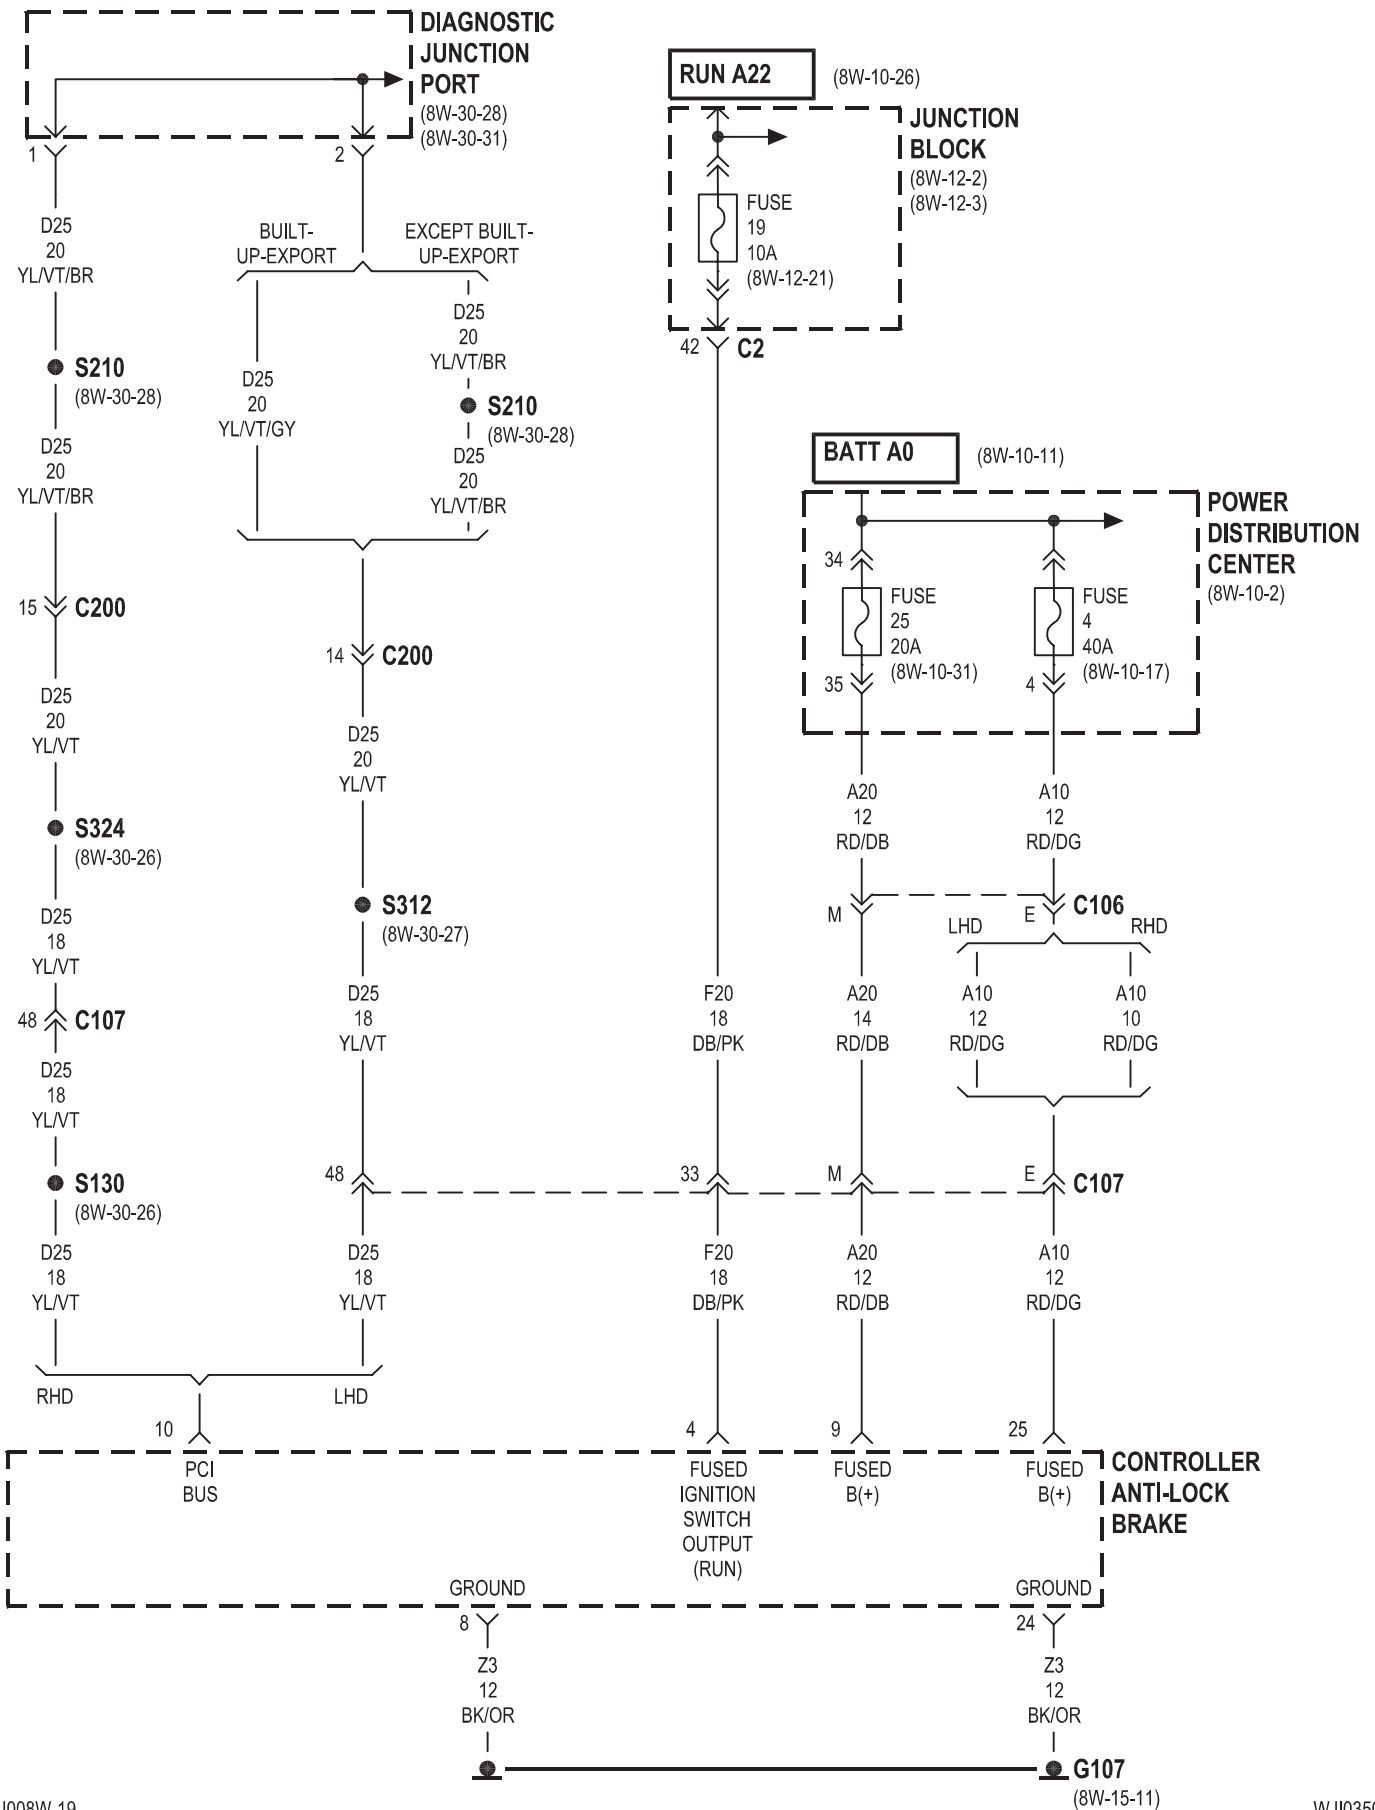 DIAGNOSTIC
JUNCTION
PORT
(8W-30-28)
(8W-30-31)
1
2
RUN A22
(8W-10-26)
JUNCTION
BLOCK
(8W-12-2)
(8W-12-3)
FUSE
19
10A
(8W-12-21)
42
C2
D25
20
YL/VT/BR
BUILT-
UP-EXPORT
EXCEPT BUILT-
UP-EXPORT
D25
20
YL/VT/BR
S210
(8W-30-28)
D25
20
YL/VT/GY
S210
(8W-30-28)
D25
20
YL/VT/BR
D25
20
YL/VT/BR
BATT A0
(8W-10-11)
POWER
DISTRIBUTION
CENTER
(8W-10-2)
34
FUSE
25
20A
(8W-10-31)
35
FUSE
4
40A
(8W-10-17)
4
15
C200
14
C200
D25
20
YL/VT
D25
20
YL/VT
A20
12
RD/DB
A10
12
RD/DG
S324
(8W-30-26)
S312
(8W-30-27)
M
E
C106
LHD
RHD
D25
18
YL/VT
48
C107
D25
18
YL/VT
F20
18
DB/PK
A20
14
RD/DB
A10
12
RD/DG
A10
10
RD/DG
D25
18
YL/VT
S130
(8W-30-26)
48
33
M
E
C107
D25
18
YL/VT
D25
18
YL/VT
F20
18
DB/PK
A20
12
RD/DB
A10
12
RD/DG
RHD
LHD
10
4
9
25
PCI
BUS
FUSED
IGNITION
SWITCH
OUTPUT
(RUN)
FUSED
B(+)
FUSED
B(+)
CONTROLLER
ANTI-LOCK
BRAKE
GROUND
GROUND
8
24
Z3
12
BK/OR
Z3
12
BK/OR
G107
(8W-15-11)